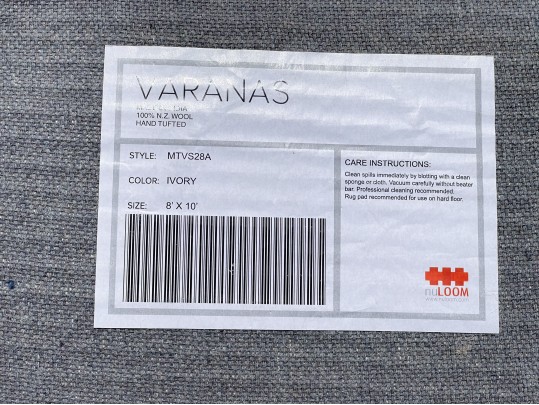 VARANAS
100% N.Z. WOOL
HAND TUFTED
STYLE: MTVS28A
COLOR: IVORY
SIZE: 8' X 10'
CARE INSTRUCTIONS:
Clean spills immediately by blotting with a clean
sponge or cloth. Vacuum carefully without beater
bar. Professional cleaning recommended.
Rug pad recommended for use on hard floor.
nuLOOM